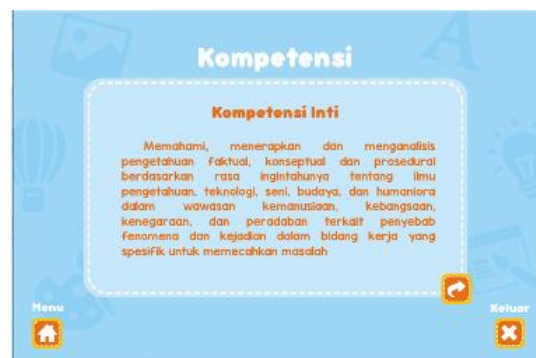 Kompetensi
Kompetensi Inti
Memahami, menerapkan dan menganalisis
pengetahuan faktual, konseptual dan prosedural
berdasarkan rasa ingintahunya tentang ilmu
pengetahuan, teknologi, seni, budaya, dan humaniora
dalam wawasan kemanusiaan, kebangsaan,
kenegaraan, dan peradaban terkait penyebab
fenomena dan kejadian dalam bidang kerja yang
spesifik untuk memecahkan masalah
Menu
Keluar